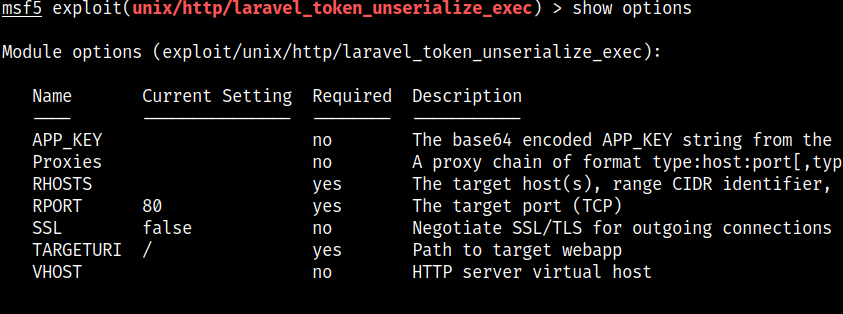 msf5 exploit(unix/http/laravel_token_unserialize_exec) > show options
Module options (exploit/unix/http/laravel_token_unserialize_exec):
Name Current Setting Required Description
---- --------------- -------- -----------
APP_KEY no The base64 encoded APP_KEY string from the
Proxies no A proxy chain of format type:host:port[,typ
RHOSTS yes The target host(s), range CIDR identifier,
RPORT 80 yes The target port (TCP)
SSL false no Negotiate SSL/TLS for outgoing connections
TARGETURI / yes Path to target webapp
VHOST no HTTP server virtual host